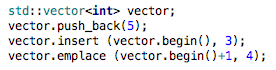 std::vector<int> vector;
vector.push_back(5);
vector.insert (vector.begin(), 3);
vector.emplace (vector.begin()+1, 4);